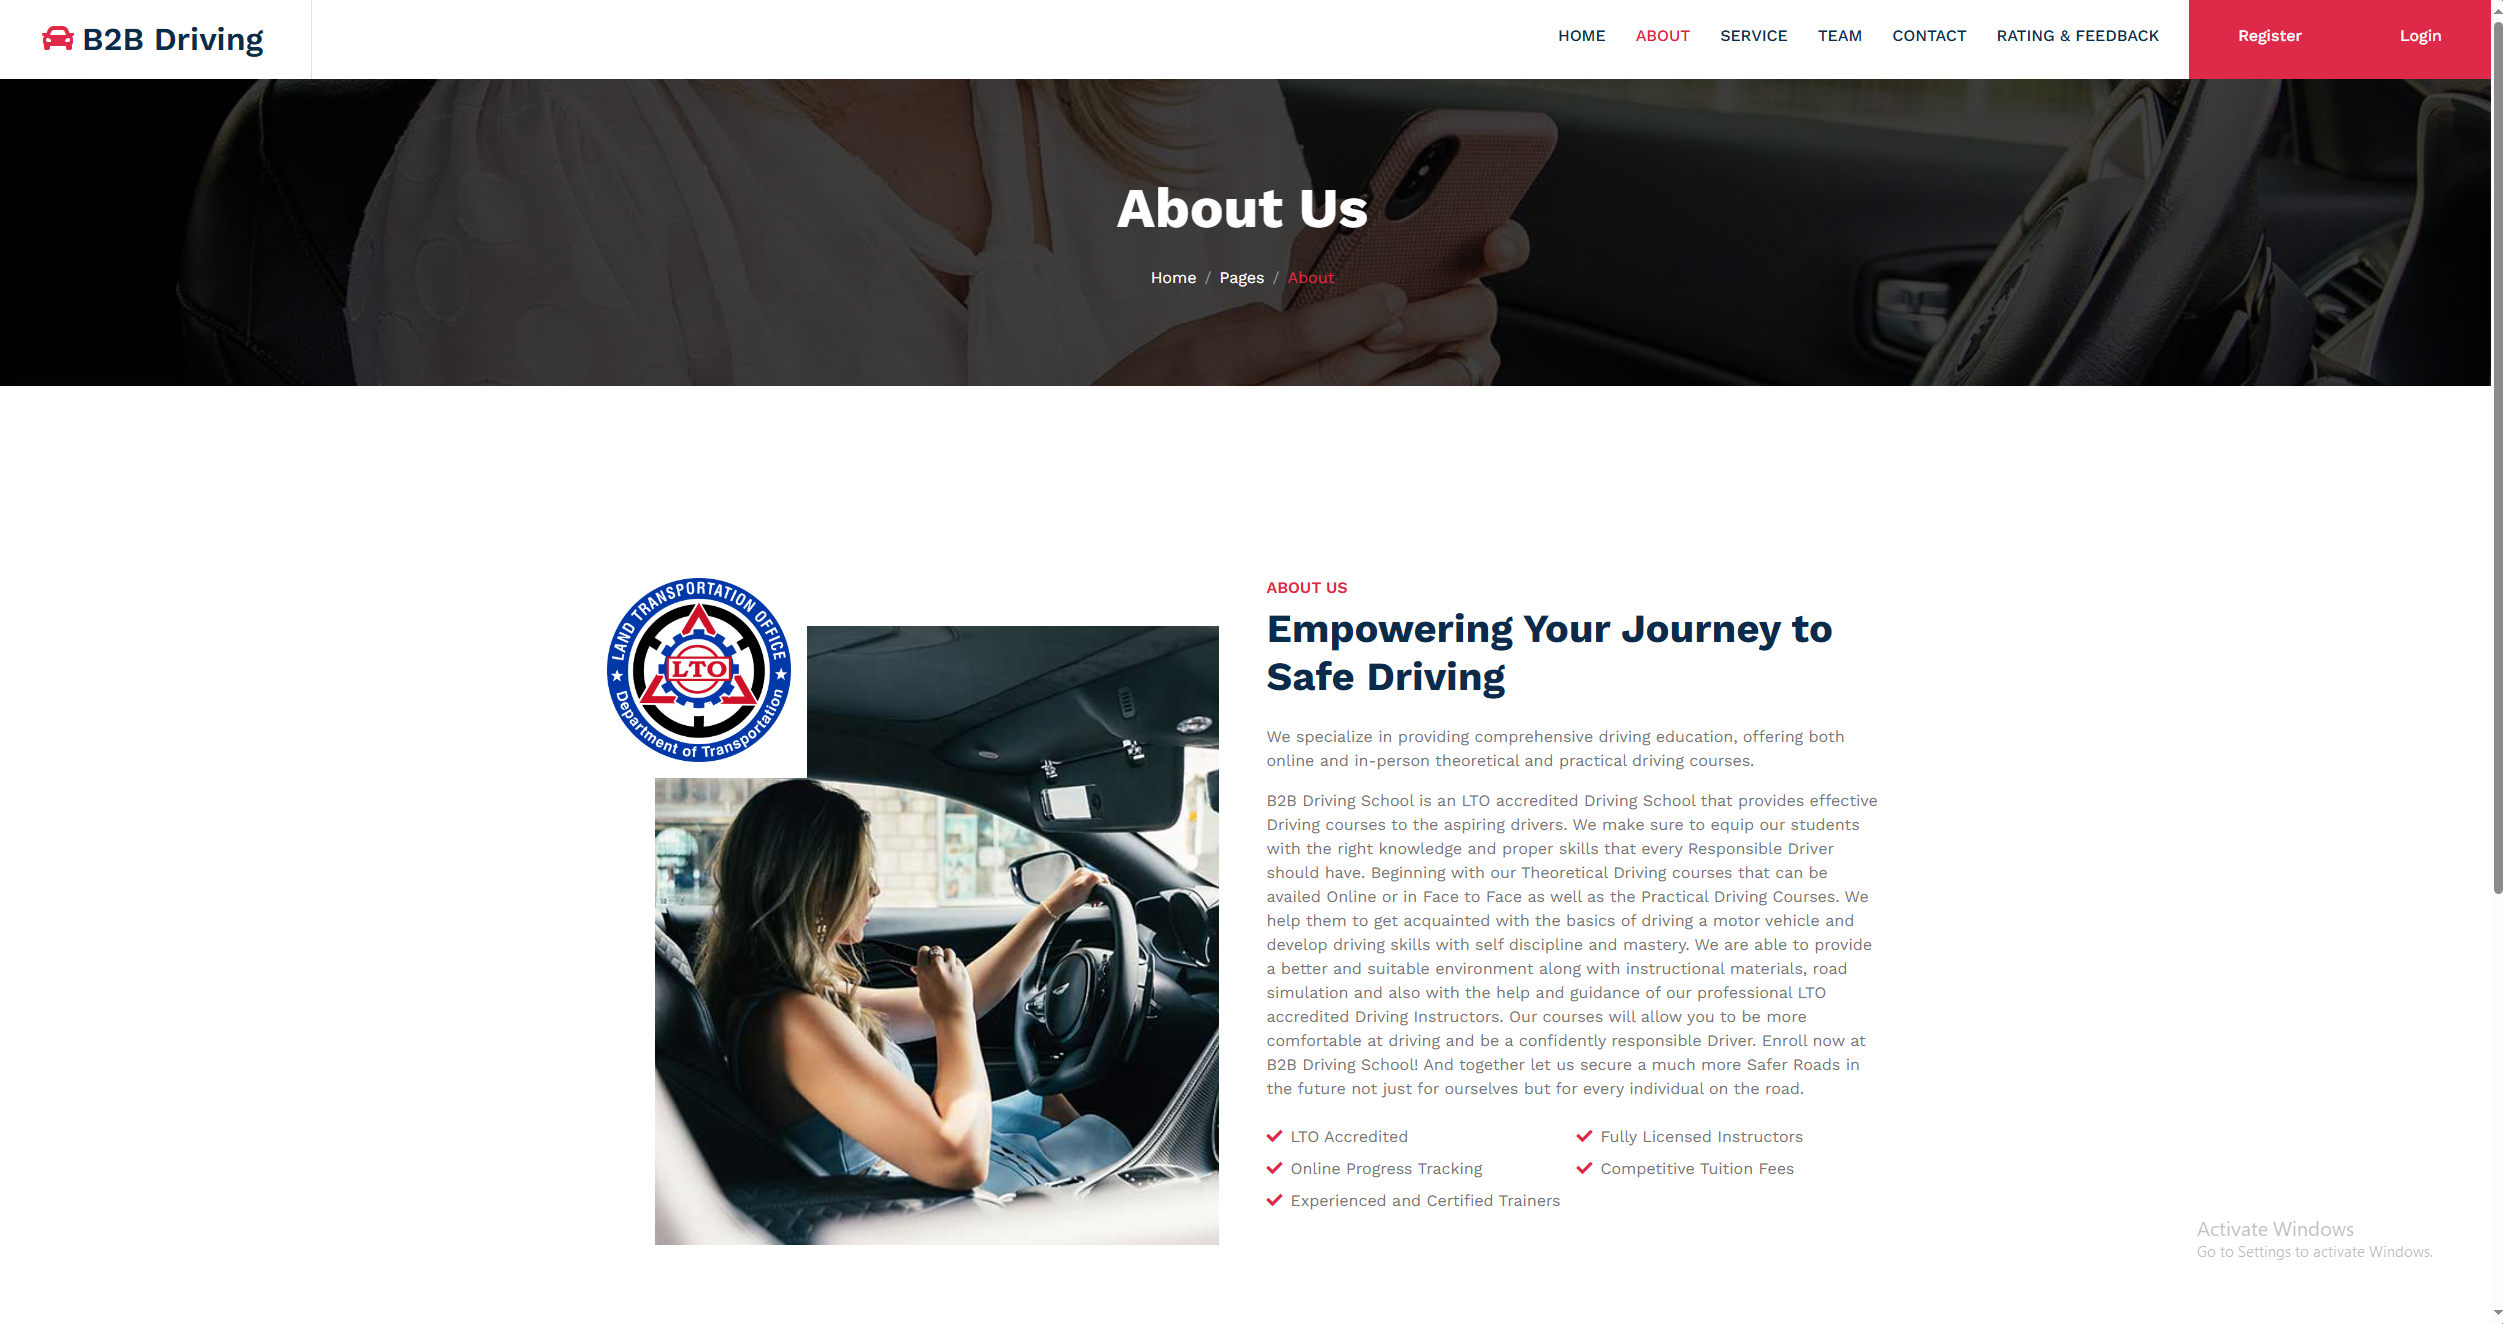 B2B Driving
HOME ABOUT SERVICE TEAM CONTACT RATING & FEEDBACK Register Login
About Us
Home / Pages / About
LAND TRANSPORTATION OFFICE
LTO
Department of Transportation
ABOUT US
Empowering Your Journey to
Safe Driving
We specialize in providing comprehensive driving education, offering both
online and in-person theoretical and practical driving courses.
B2B Driving School is an LTO accredited Driving School that provides effective
Driving courses to the aspiring drivers. We make sure to equip our students
with the right knowledge and proper skills that every Responsible Driver
should have. Beginning with our Theoretical Driving courses that can be
availed Online or in Face to Face as well as the Practical Driving Courses. We
help them to get acquainted with the basics of driving a motor vehicle and
develop driving skills with self discipline and mastery. We are able to provide
a better and suitable environment along with instructional materials, road
simulation and also with the help and guidance of our professional LTO
accredited Driving Instructors. Our courses will allow you to be more
comfortable at driving and be a confidently responsible Driver. Enroll now at
B2B Driving School! And together let us secure a much more Safer Roads in
the future not just for ourselves but for every individual on the road.
LTO Accredited
Fully Licensed Instructors
Online Progress Tracking
Competitive Tuition Fees
Experienced and Certified Trainers
Activate Windows
Go to Settings to activate Windows.